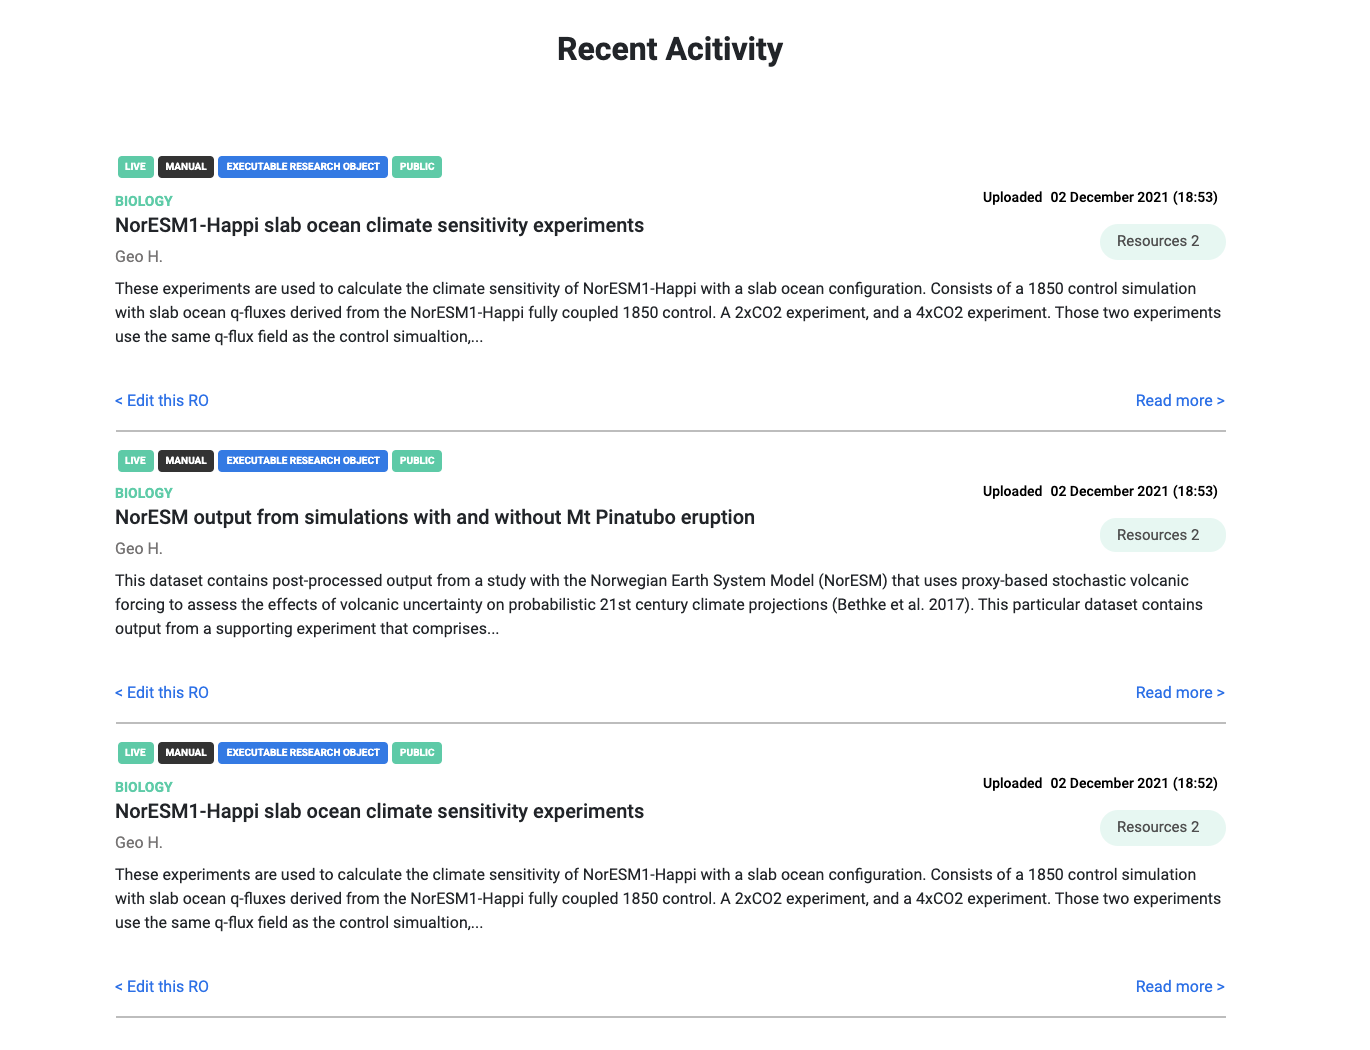 Recent Acitivity
LIVE MANUAL EXECUTABLE RESEARCH OBJECT PUBLIC
BIOLOGY
Uploaded 02 December 2021 (18:53)
NorESM1-Happi slab ocean climate sensitivity experiments
Resources 2
Geo H.
These experiments are used to calculate the climate sensitivity of NorESM1-Happi with a slab ocean configuration. Consists of a 1850 control simulation
with slab ocean q-fluxes derived from the NorESM1-Happi fully coupled 1850 control. A 2xCO2 experiment, and a 4xCO2 experiment. Those two experiments
use the same q-flux field as the control simualtion,...
< Edit this RO
Read more >
LIVE MANUAL EXECUTABLE RESEARCH OBJECT PUBLIC
BIOLOGY
Uploaded 02 December 2021 (18:53)
NorESM output from simulations with and without Mt Pinatubo eruption
Resources 2
Geo H.
This dataset contains post-processed output from a study with the Norwegian Earth System Model (NorESM) that uses proxy-based stochastic volcanic
forcing to assess the effects of volcanic uncertainty on probabilistic 21st century climate projections (Bethke et al. 2017). This particular dataset contains
output from a supporting experiment that comprises...
< Edit this RO
Read more >
LIVE MANUAL EXECUTABLE RESEARCH OBJECT PUBLIC
BIOLOGY
Uploaded 02 December 2021 (18:52)
NorESM1-Happi slab ocean climate sensitivity experiments
Resources 2
Geo H.
These experiments are used to calculate the climate sensitivity of NorESM1-Happi with a slab ocean configuration. Consists of a 1850 control simulation
with slab ocean q-fluxes derived from the NorESM1-Happi fully coupled 1850 control. A 2xCO2 experiment, and a 4xCO2 experiment. Those two experiments
use the same q-flux field as the control simualtion,...
< Edit this RO
Read more >